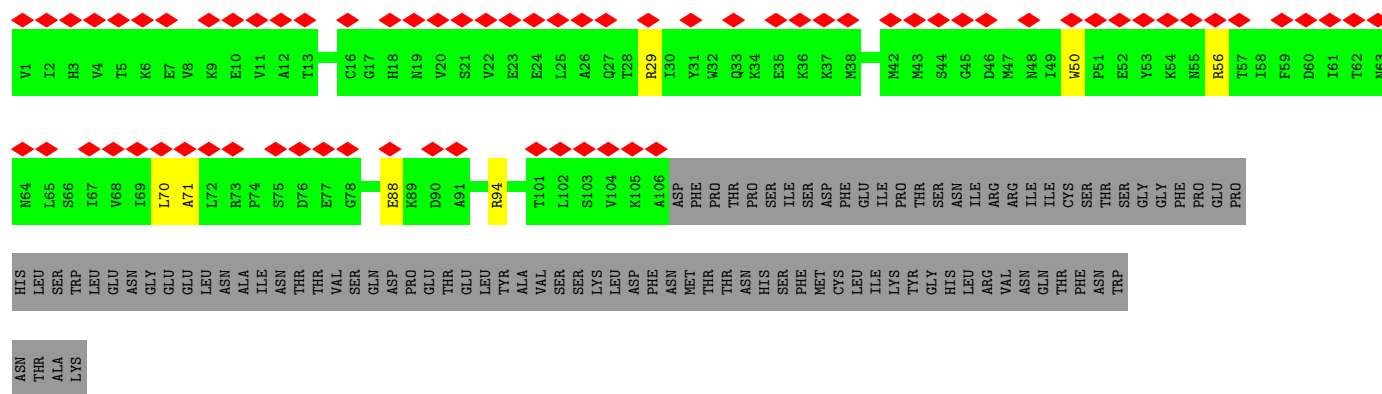 V1 I2 H3 V4 T5 K6 E7 V8 K9 E10 V11 A12 T13 C16 G17 H18 N19 V20 S21 V22 E23 E24 L25 A26 Q27 T28 R29 I30 Y31 W32 Q33 K34 E35 K36 K37 M38 M42 M43 S44 G45 D46 M47 N48 I49 W50 P51 E52 Y53 K54 N55 R56 T57 I58 F59 D60 I61 T62 N63
N64 L65 S66 I67 V68 I69 L70 A71 L72 R73 P74 S75 D76 E77 G78 E88 K89 D90 A91 R94 T101 L102 S103 V104 K105 A106 ASP PHE PRO THR PRO SER ILE SER ASP PHE GLU ILE PRO THR SER ASN ILE ARG ARG ILE ILE CYS SER THR SER GLY GLY PHE PRO GLU PRO
HIS LEU SER TRP LEU GLU ASN GLY GLU GLU LEU ASN ALA ILE ASN THR THR VAL SER GLN ASP PRO GLU THR GLU LEU TYR ALA VAL SER SER LYS LEU ASP PHE ASN MET THR THR ASN HIS SER PHE MET CYS LEU ILE LYS TYR GLY HIS LEU ARG VAL ASN GLN THR PHE ASN TRP
ASN THR ALA LYS